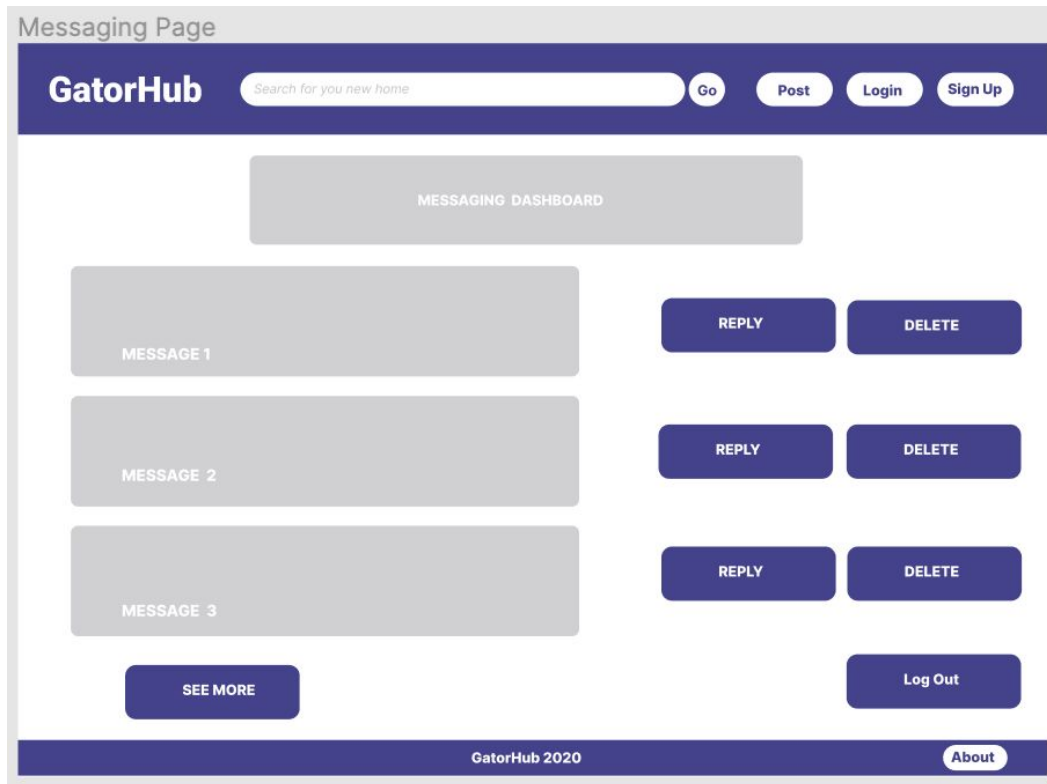 Messaging Page
GatorHub Search for you new home Go Post Login Sign Up
MESSAGING DASHBOARD
MESSAGE 1 REPLY DELETE
MESSAGE 2 REPLY DELETE
MESSAGE 3 REPLY DELETE
SEE MORE Log Out
GatorHub 2020 About